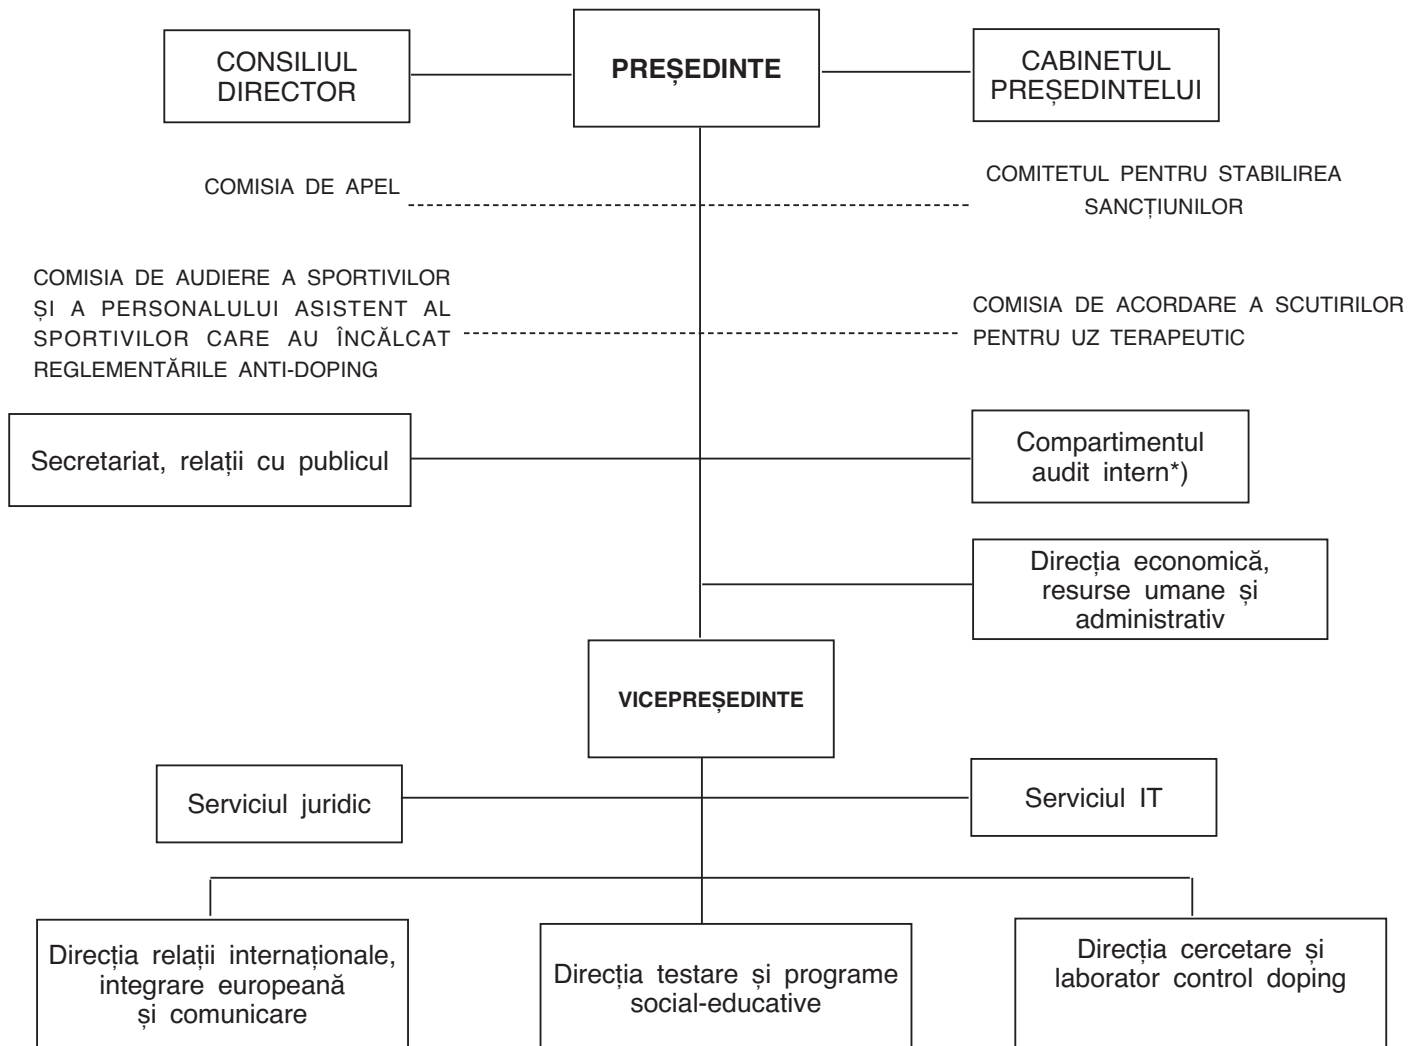 CONSILIUL
DIRECTOR
PREȘEDINTE
CABINETUL
PREȘEDINTELUI
COMISIA DE APEL
COMITETUL PENTRU STABILIREA
SANCȚIUNILOR
COMISIA DE AUDIERE A SPORTIVILOR
ȘI A PERSONALULUI ASISTENT AL
SPORTIVILOR CARE AU ÎNCĂLCAT
REGLEMENTĂRILE ANTI-DOPING
COMISIA DE ACORDARE A SCUTIRILOR
PENTRU UZ TERAPEUTIC
Secretariat, relații cu publicul
Compartimentul
audit intern*)
Direcția economică,
resurse umane și
administrativ
VICEPREȘEDINTE
Serviciul juridic
Serviciul IT
Direcția relații internaționale,
integrare europeană
și comunicare
Direcția testare și programe
social-educative
Direcția cercetare și
laborator control doping